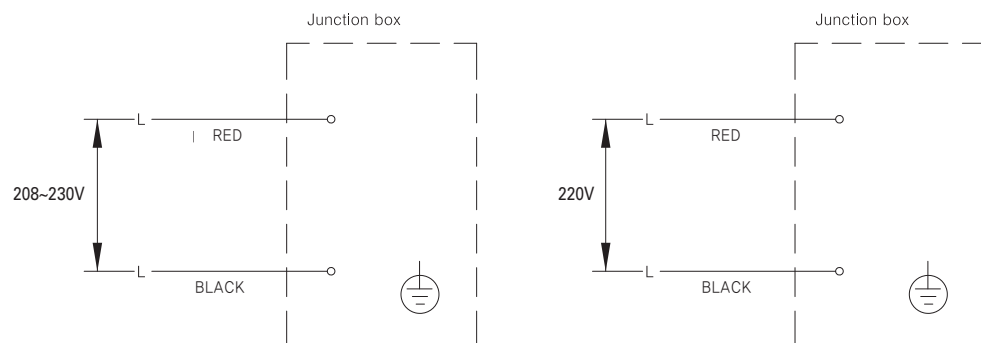 Junction box
L
RED
208~230V
L
BLACK
Junction box
L
RED
220V
L
BLACK